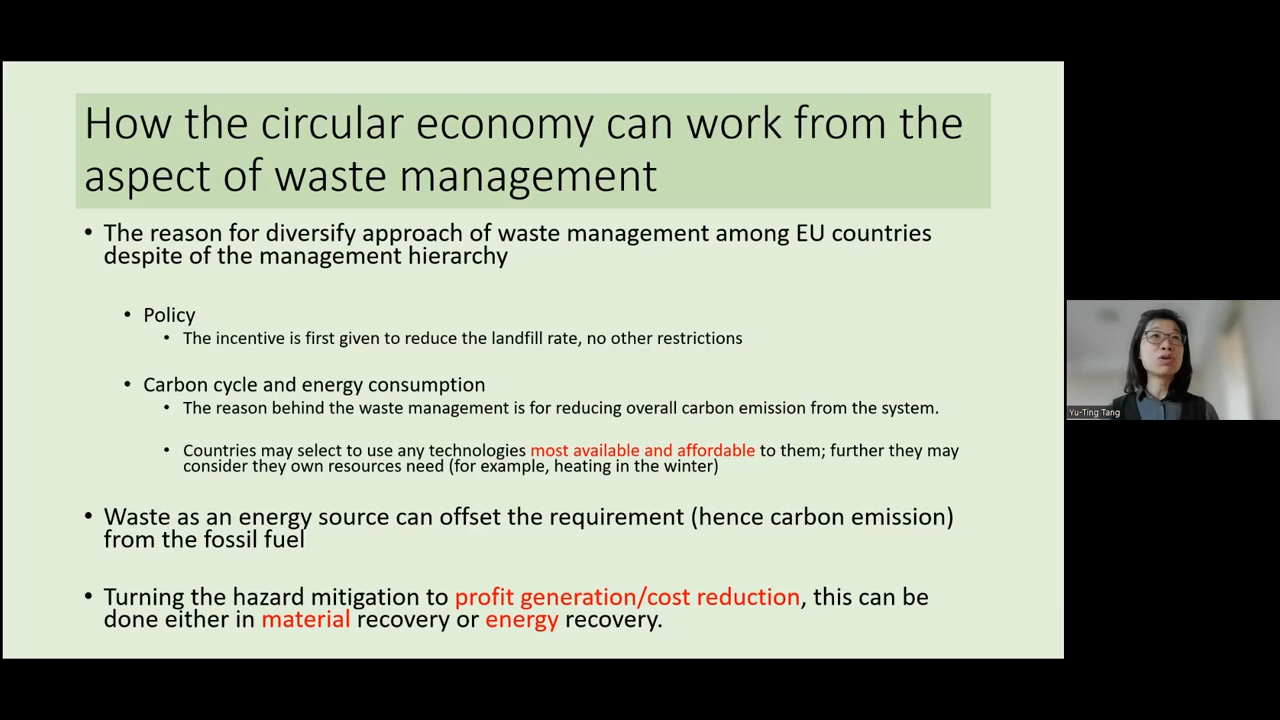 How the circular economy can work from the
aspect of waste management
• The reason for diversify approach of waste management among EU countries
despite of the management hierarchy
• Policy
• The incentive is first given to reduce the landfill rate, no other restrictions
• Carbon cycle and energy consumption
• The reason behind the waste management is for reducing overall carbon emission from the system.
• Countries may select to use any technologies most available and affordable to them; further they may
consider they own resources need (for example, heating in the winter)
• Waste as an energy source can offset the requirement (hence carbon emission)
from the fossil fuel
• Turning the hazard mitigation to profit generation/cost reduction, this can be
done either in material recovery or energy recovery.
Yu-Ting Tang